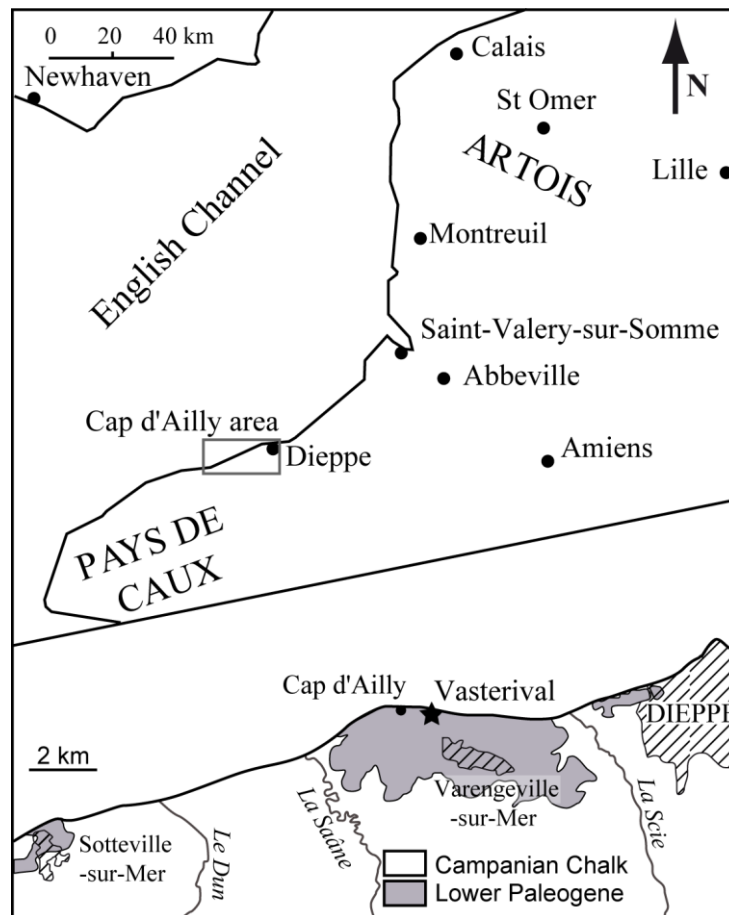 0 20 40 km
Newhaven
Calais
N
St Omer
ARTOIS
Lille
English Channel
Montreuil
Saint-Valery-sur-Somme
Abbeville
Cap d'Ailly area
Dieppe
Amiens
PAYS DE
CAUX
Cap d'Ailly
Vasterival
DIEPPE
2 km
Varengeville
-sur-Mer
La Saâne
La Scie
Le Dun
Sotteville
-sur-Mer
Campanian Chalk
Lower Paleogene